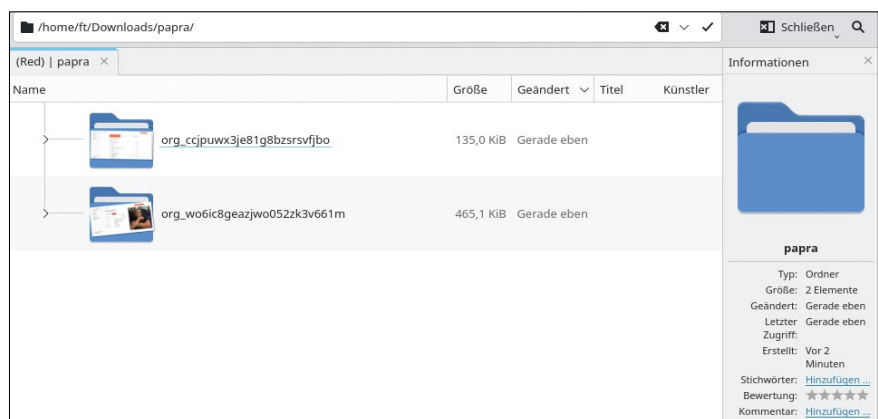 /home/ft/Downloads/papra/
Schließen
(Red) | papra
Informationen
Name Größe Geändert Titel Künstler
org_ccjpuwx3je81g8bzsrsvfjbo 135,0 KiB Gerade eben
org_wo6ic8geazjwo052zk3v661m 465,1 KiB Gerade eben
papra
Typ: Ordner
Größe: 2 Elemente
Geändert: Gerade eben
Letzter Zugriff: Gerade eben
Erstellt: Vor 2 Minuten
Stichwörter: Hinzufügen ...
Bewertung:
Kommentar: Hinzufügen ...